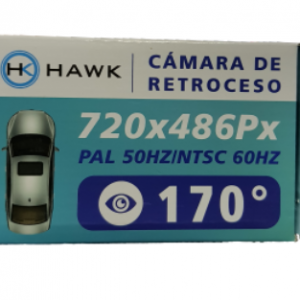 HK HAWK
CÁMARA DE
RETROCESO
720x486Px
PAL 50HZ/NTSC 60HZ
170°